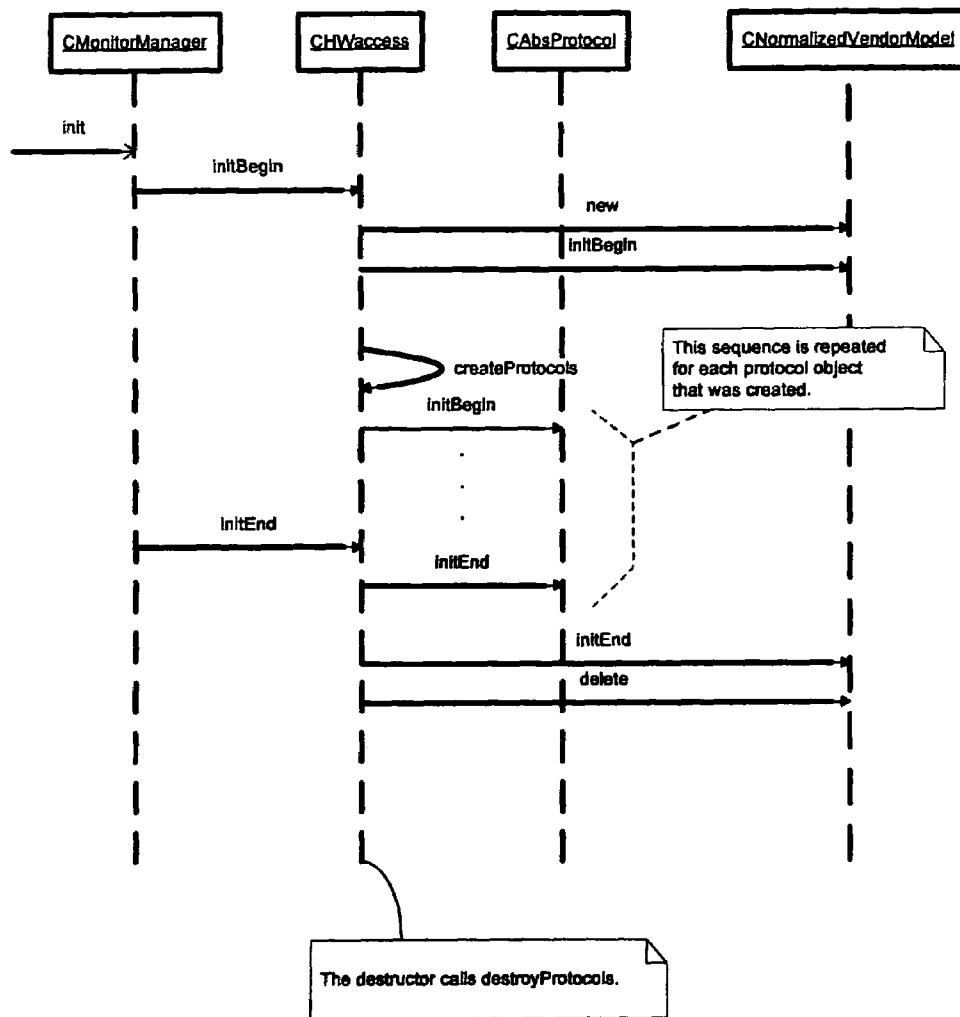 CMonitorManager
CHWaccess
CAbsProtocol
CNormalizedVendorModel
init
initBegin
new
initBegin
This sequence is repeated
for each protocol object
that was created.
createProtocols
initBegin
initEnd
initEnd
initEnd
delete
The destructor calls destroyProtocols.